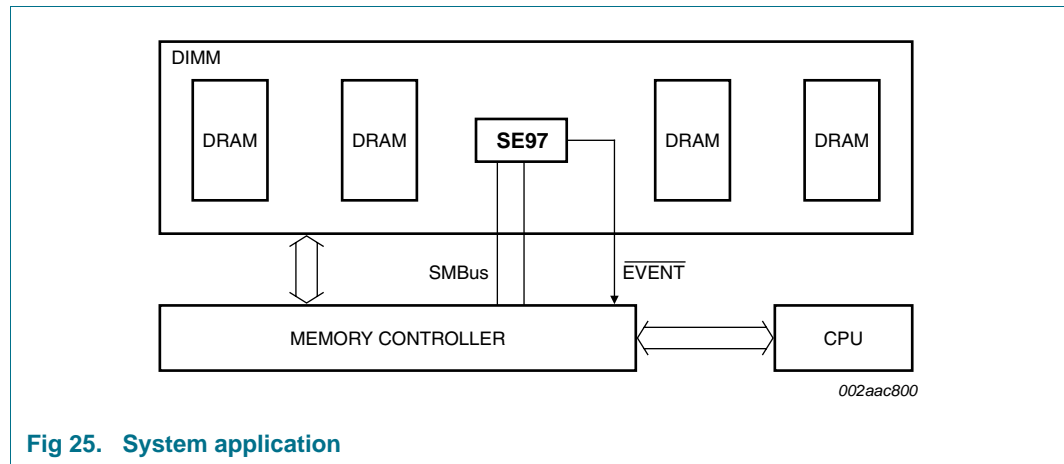 DIMM
DRAM DRAM SE97 DRAM DRAM
SMBus EVENT
MEMORY CONTROLLER CPU
002aac800
Fig 25. System application